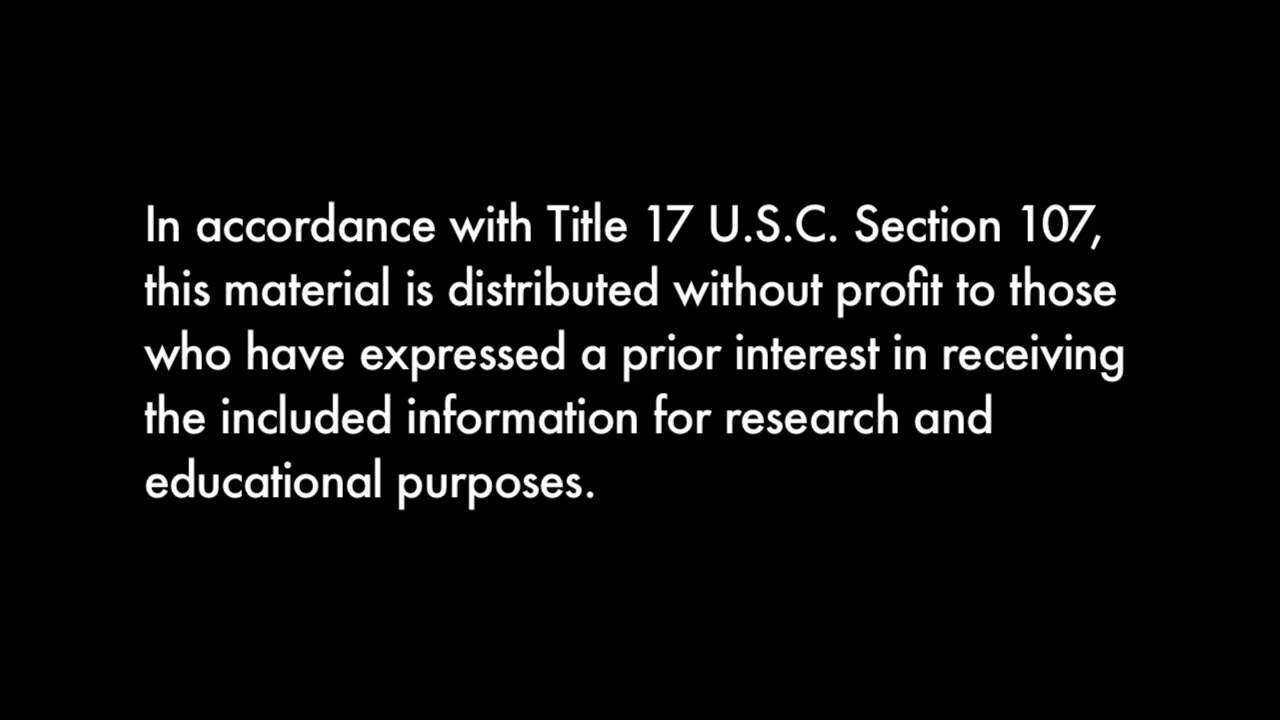 In accordance with Title 17 U.S.C. Section 107,
this material is distributed without profit to those
who have expressed a prior interest in receiving
the included information for research and
educational purposes.